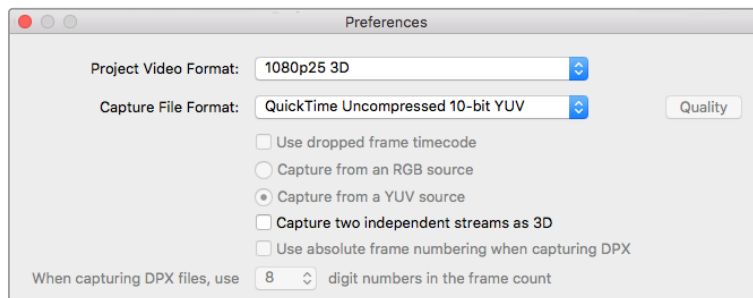 Preferences
Project Video Format: 1080p25 3D
Capture File Format: QuickTime Uncompressed 10-bit YUV Quality
Use dropped frame timecode
Capture from an RGB source
Capture from a YUV source
Capture two independent streams as 3D
Use absolute frame numbering when capturing DPX
When capturing DPX files, use 8 digit numbers in the frame count